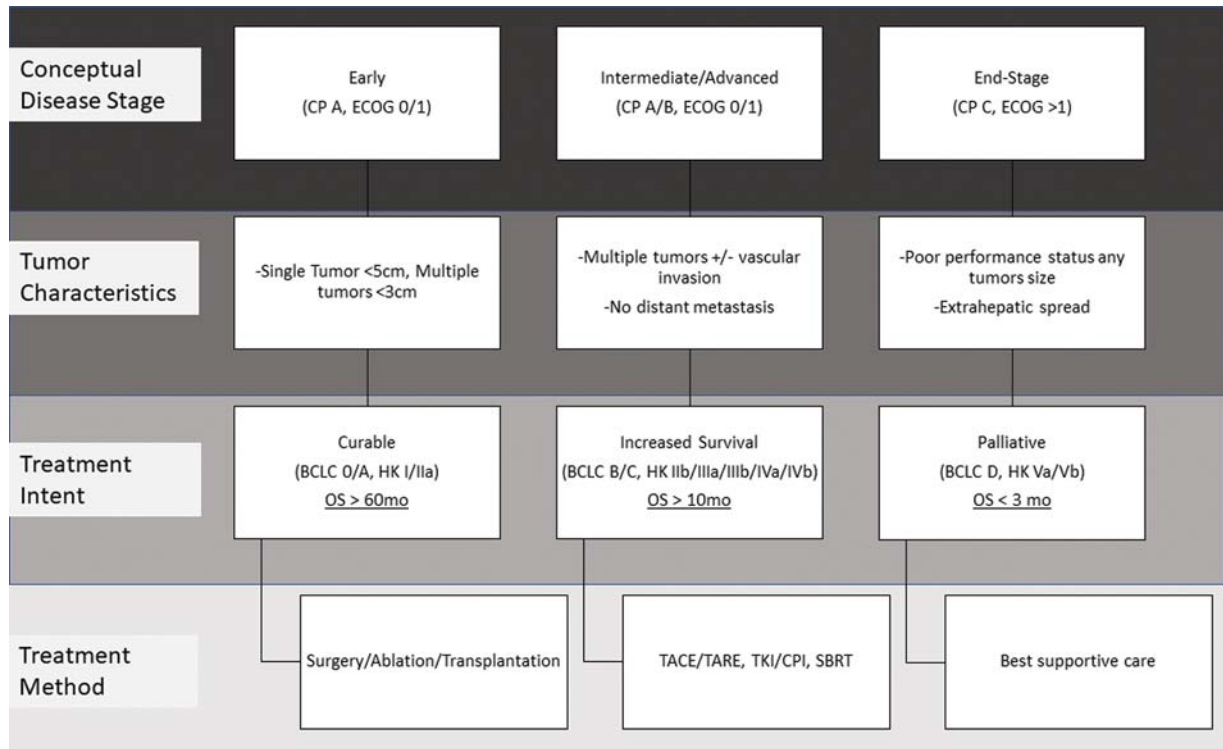 Conceptual
Disease Stage
Early
(CP A, ECOG 0/1)
Intermediate/Advanced
(CP A/B, ECOG 0/1)
End-Stage
(CP C, ECOG >1)
Tumor
Characteristics
-Single Tumor <5cm, Multiple
tumors <3cm
-Multiple tumors +/- vascular
invasion
-No distant metastasis
-Poor performance status any
tumors size
-Extrahepatic spread
Treatment
Intent
Curable
(BCLC 0/A, HK I/IIa)
OS > 60mo
Increased Survival
(BCLC B/C, HK IIb/IIIa/IIIb/IVa/IVb)
OS > 10mo
Palliative
(BCLC D, HK Va/Vb)
OS < 3 mo
Treatment
Method
Surgery/Ablation/Transplantation
TACE/TARE, TKI/CPI, SBRT
Best supportive care